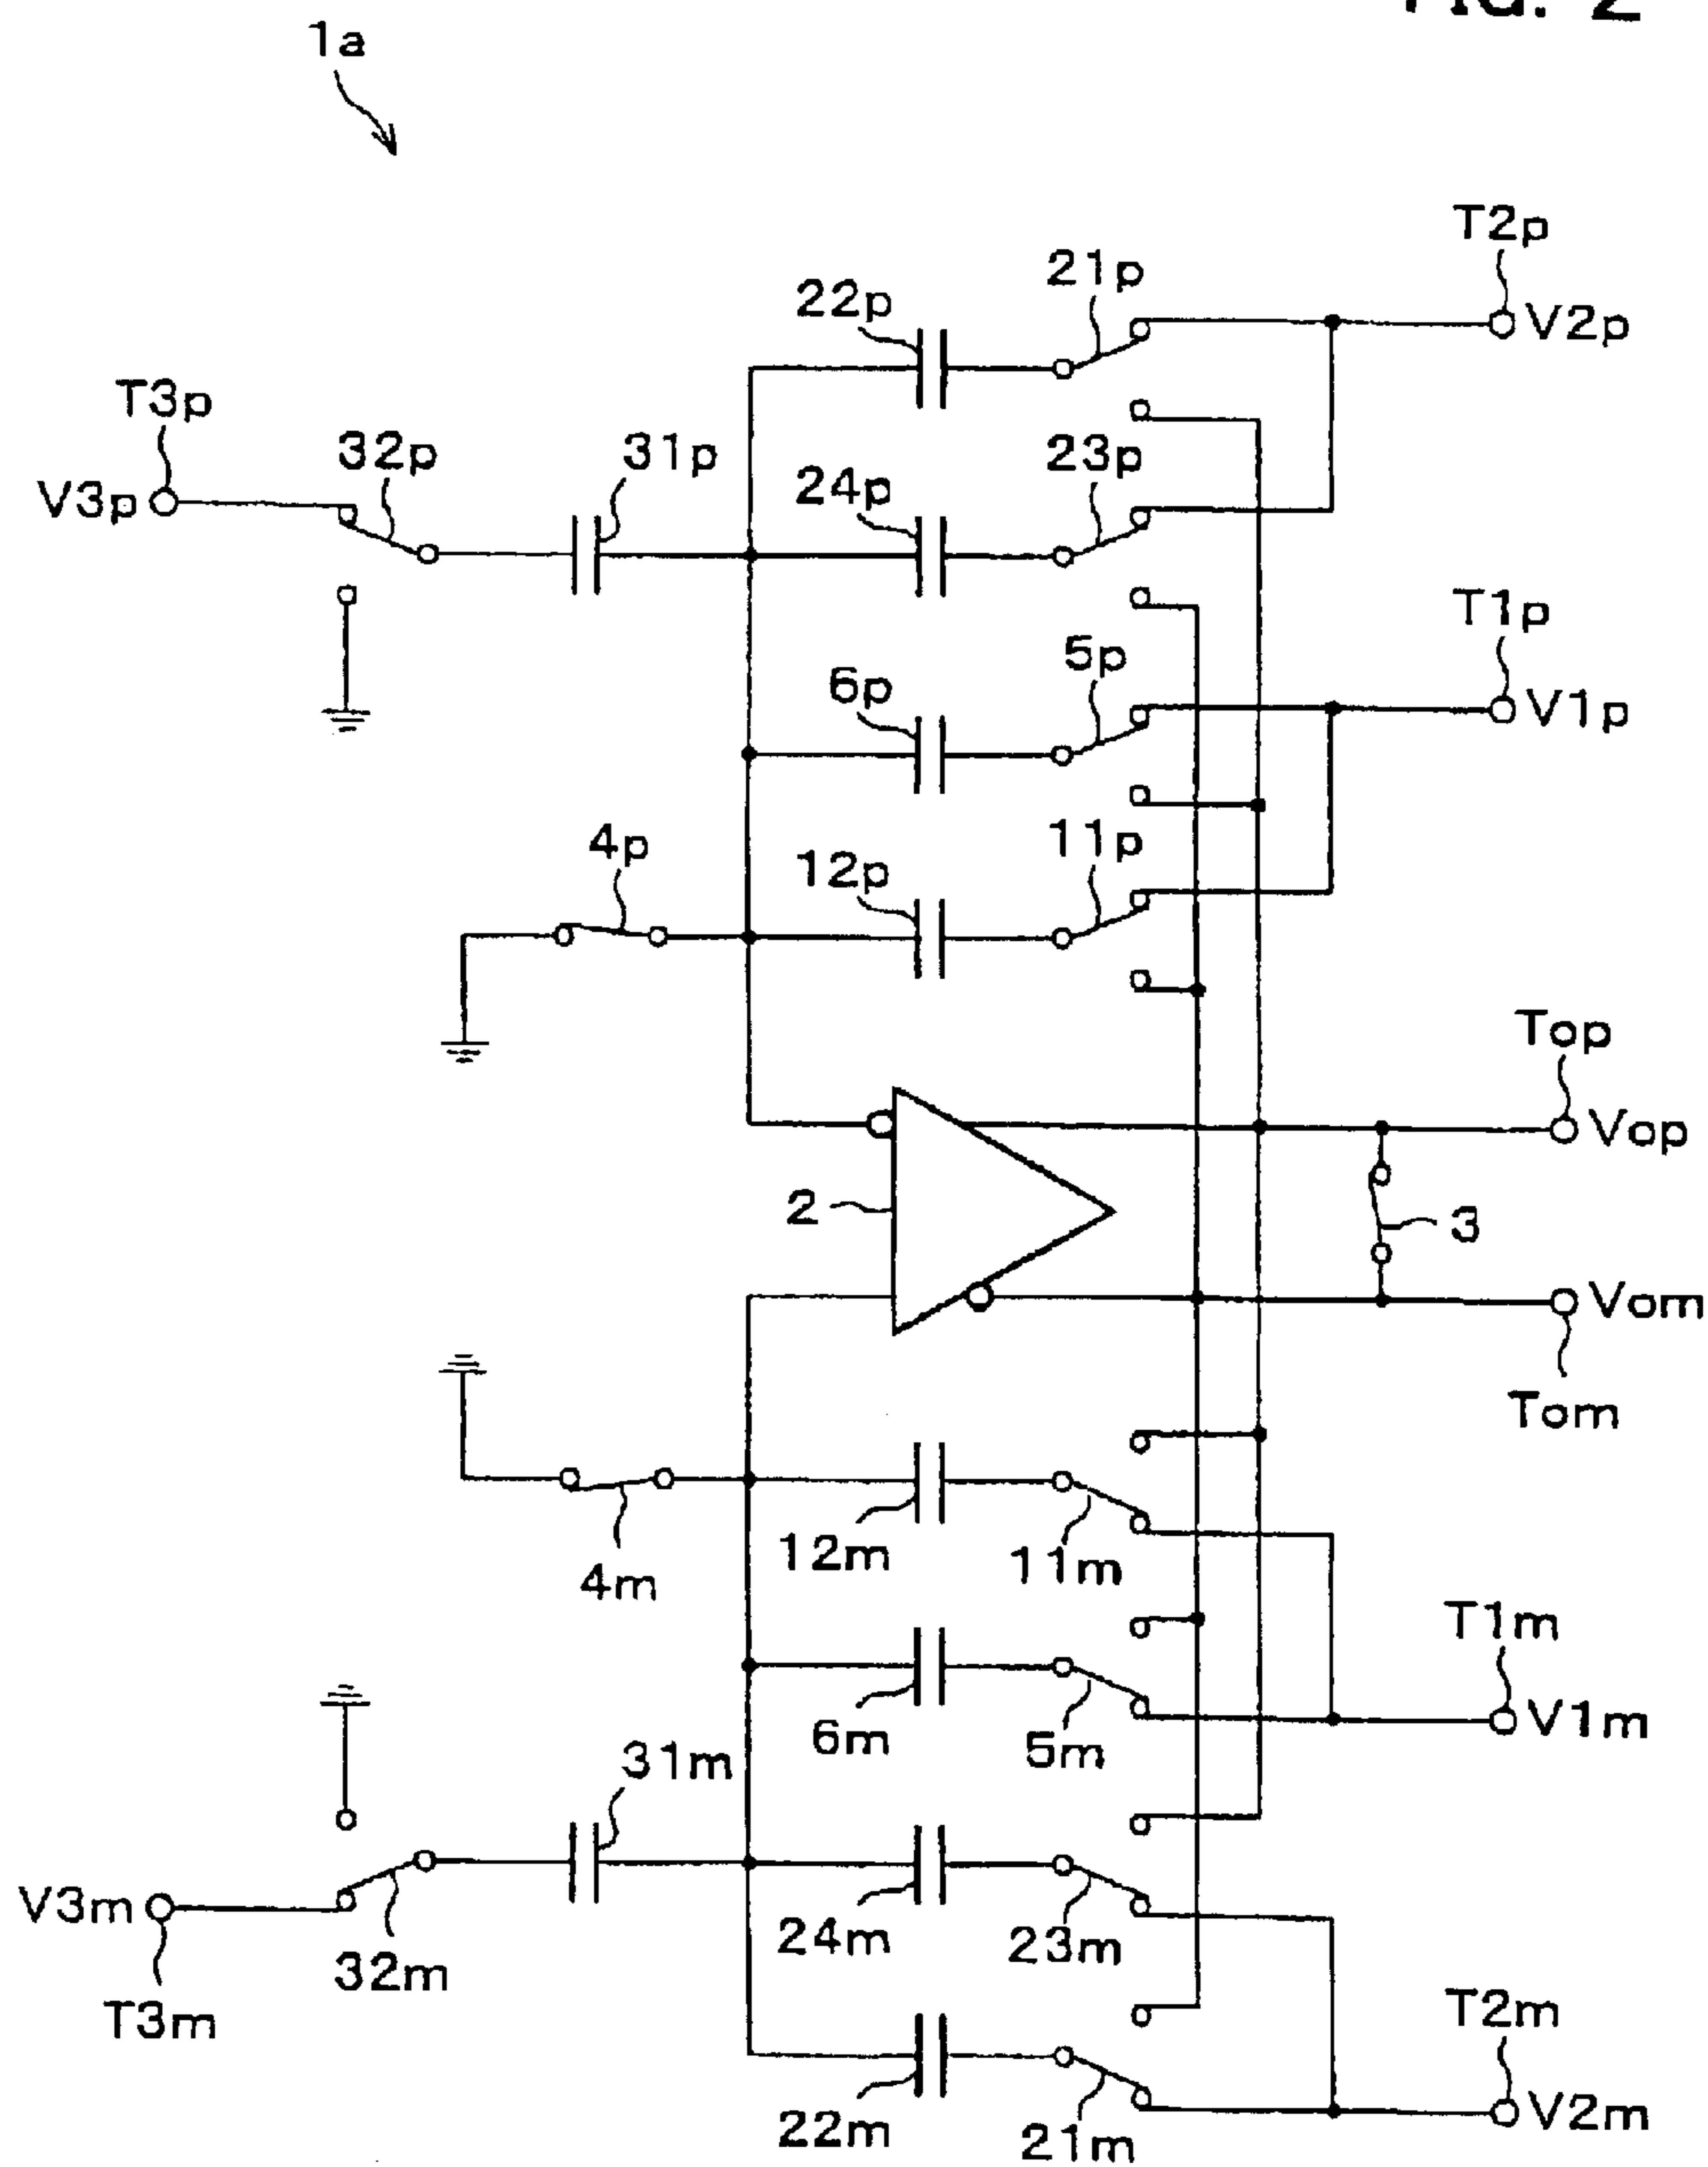 FIG. 2
1a
T2p
21p
22p
V2p
T3p
32p
31p
23p
24p
V3p
T1p
5p
6p
V1p
4p
11p
12p
Top
Vop
2
3
Vom
Tom
12m
11m
4m
T1m
V1m
6m
5m
31m
V3m
24m
23m
32m
T3m
T2m
V2m
22m
21m